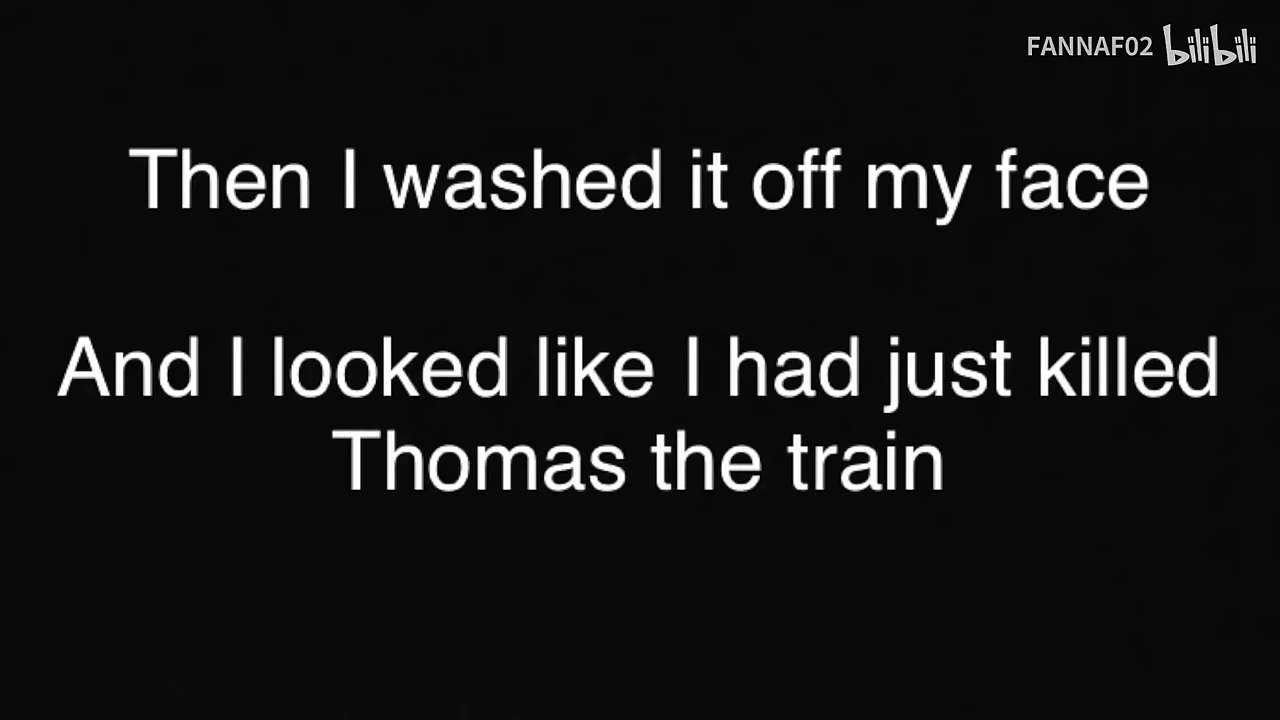 FANNAF02 bilibili
Then I washed it off my face
And I looked like I had just killed
Thomas the train